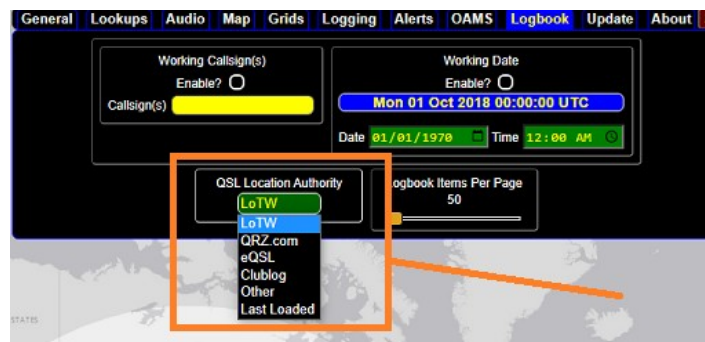 General Lookups Audio Map Grids Logging Alerts OAMS Logbook Update About
Working Callsign(s)
Enable?
Callsign(s)
Working Date
Enable?
Mon 01 Oct 2018 00:00:00 UTC
Date 01/01/1970 Time 12:00 AM
QSL Location Authority
LoTW
LoTW
QRZ.com
eQSL
Clublog
Other
Last Loaded
ogbook Items Per Page
50
STATES